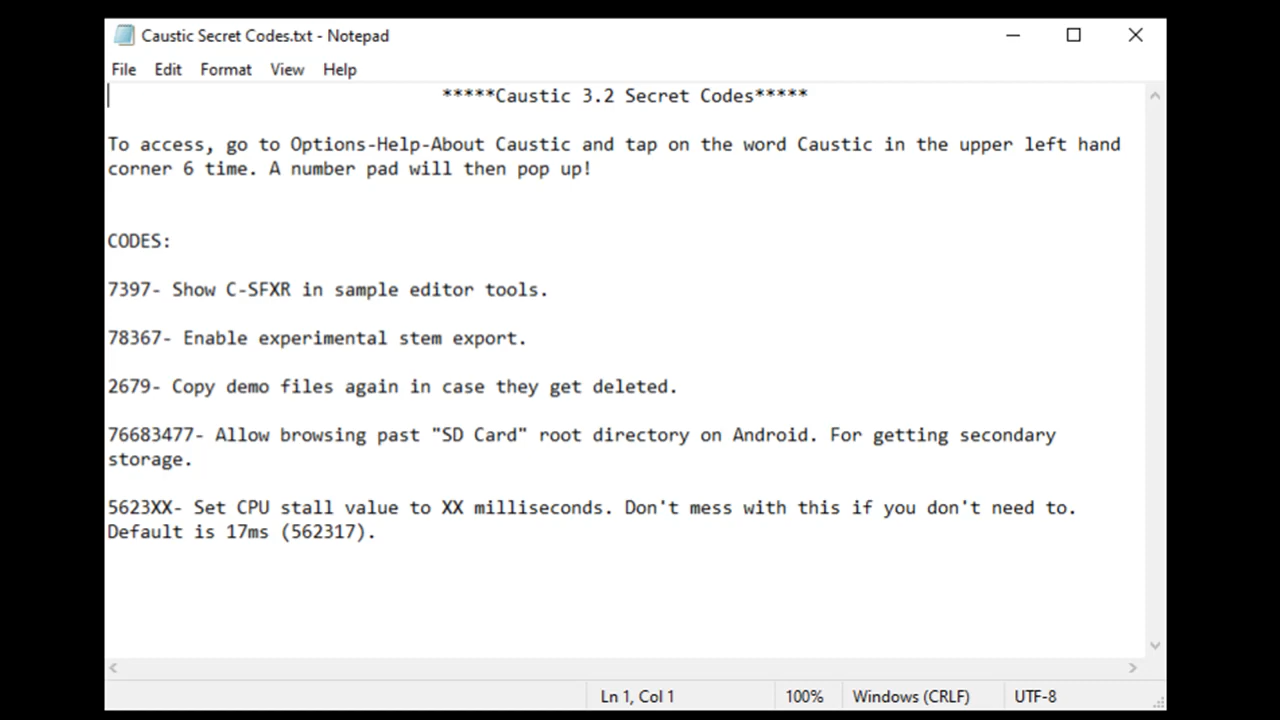 Caustic Secret Codes.txt - Notepad
File Edit Format View Help
*****Caustic 3.2 Secret Codes*****
To access, go to Options-Help-About Caustic and tap on the word Caustic in the upper left hand
corner 6 time. A number pad will then pop up!
CODES:
7397- Show C-SFXR in sample editor tools.
78367- Enable experimental stem export.
2679- Copy demo files again in case they get deleted.
76683477- Allow browsing past "SD Card" root directory on Android. For getting secondary
storage.
5623XX- Set CPU stall value to XX milliseconds. Don't mess with this if you don't need to.
Default is 17ms (562317).
Ln 1, Col 1 100% Windows (CRLF) UTF-8